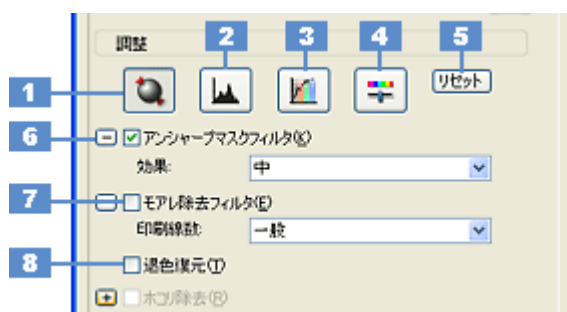 調整 2 3 4 5
1 リセット
6 アンシャープマスクフィルタ(K)
効果: 中
7 モアレ除去フィルタ(E)
印刷線数: 一般
8 退色復元(T)
ホコリ除去(R)